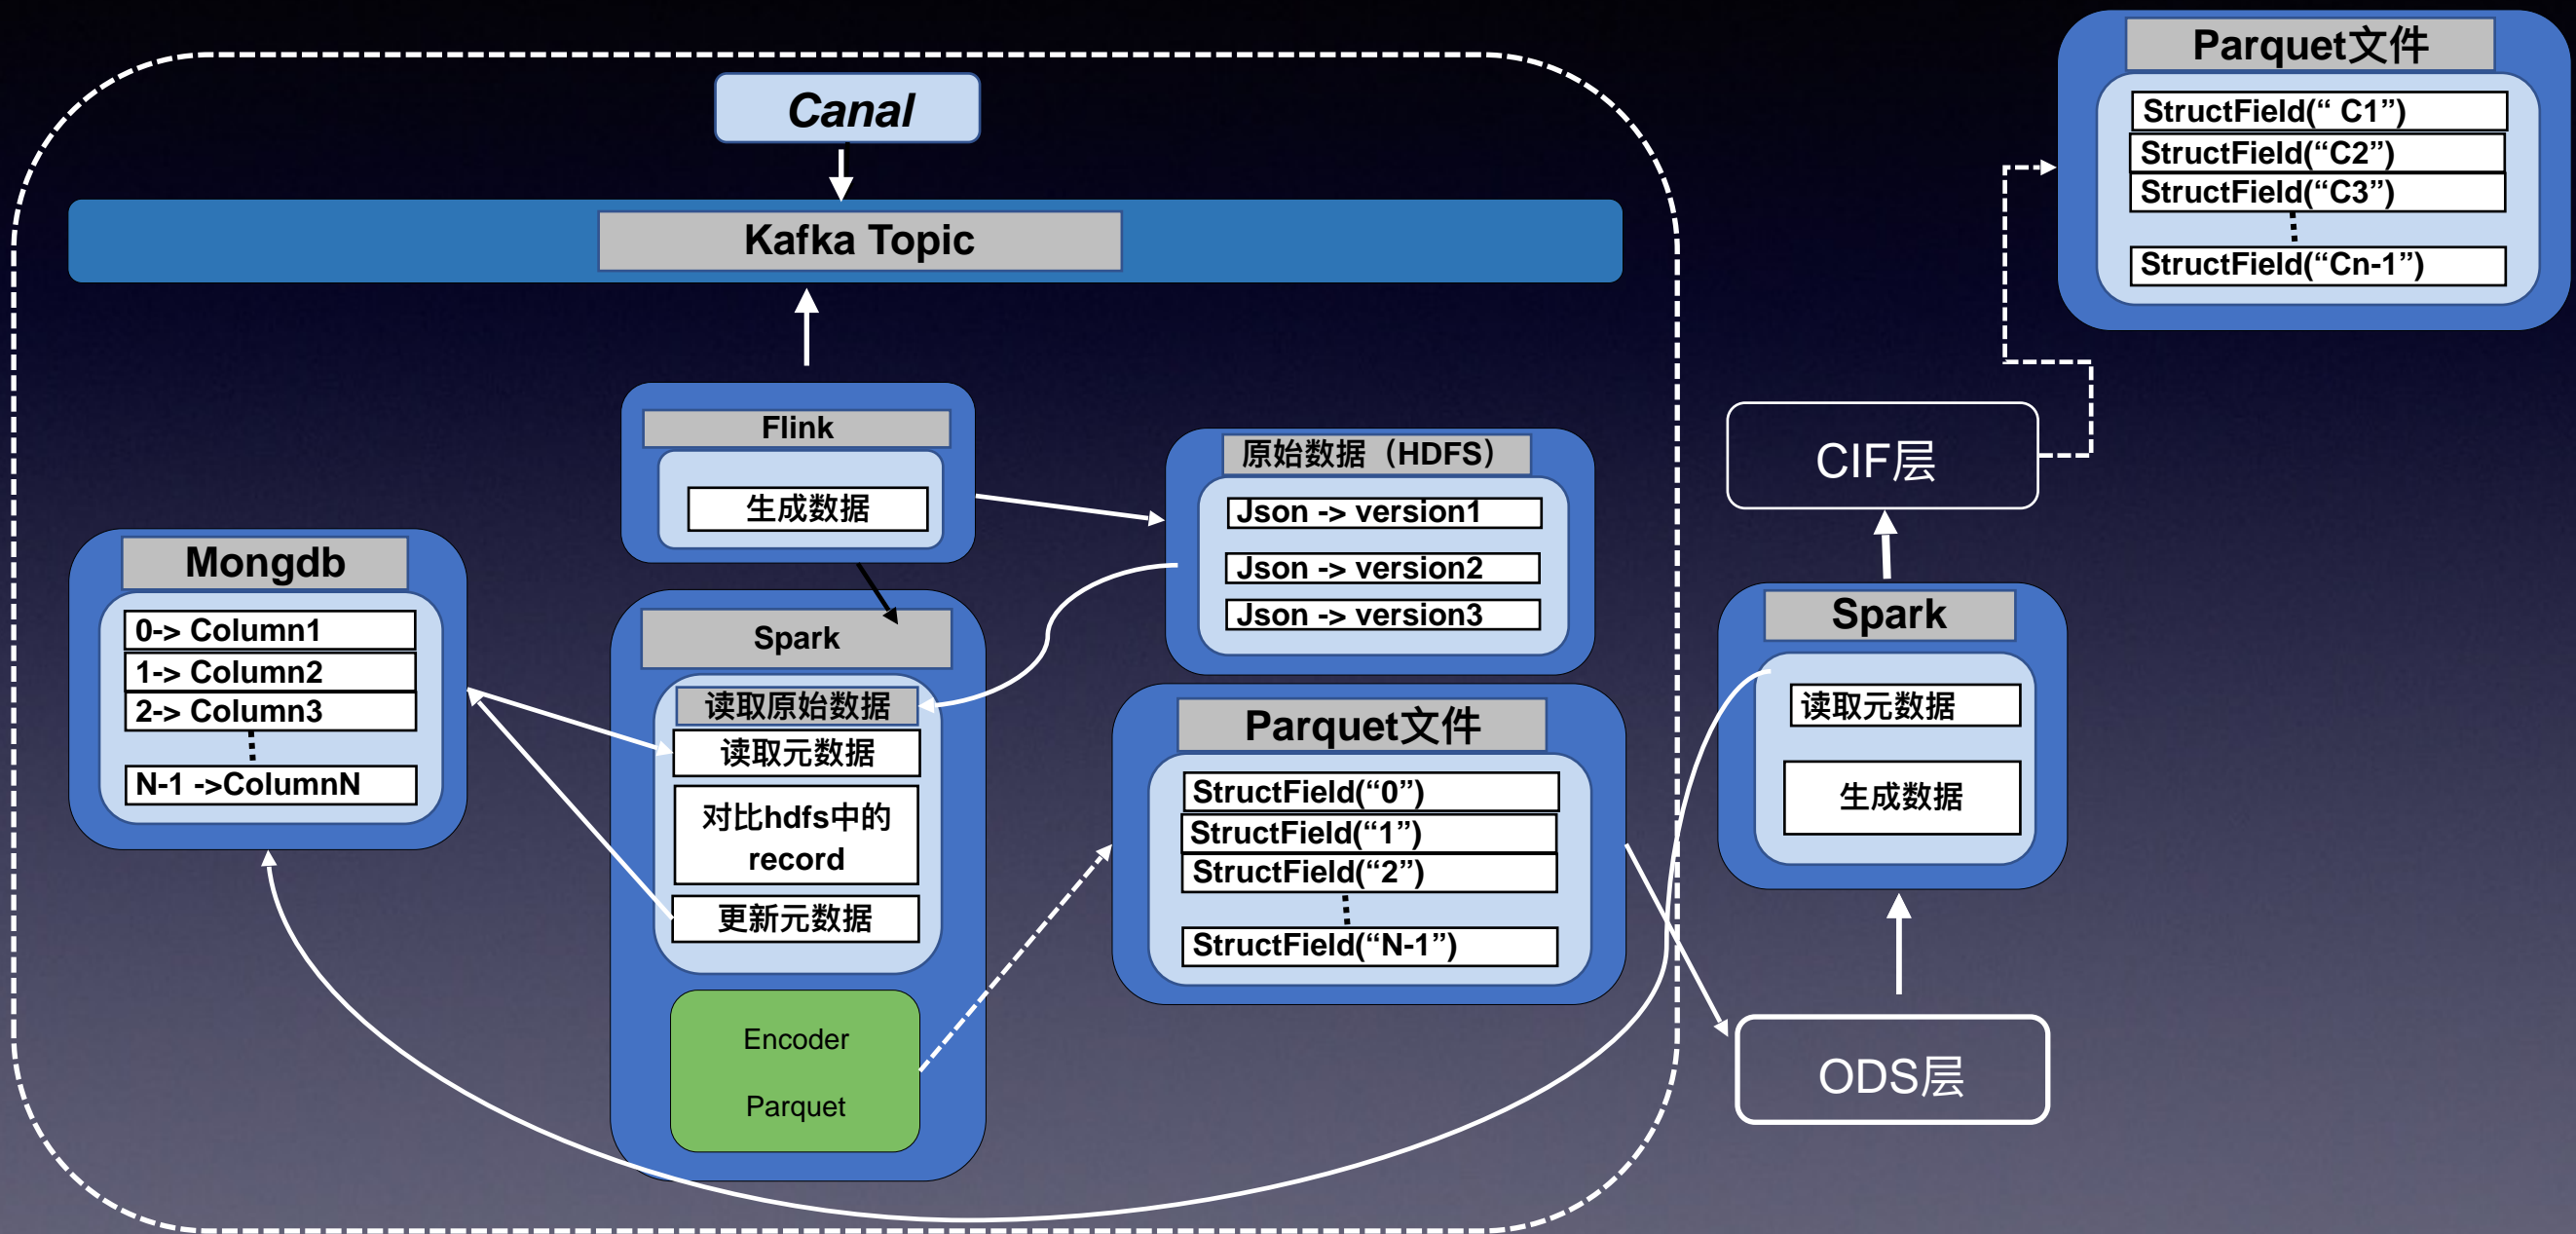 Canal
Kafka Topic
Flink
生成数据
Mongdb
0-> Column1
1-> Column2
2-> Column3
N-1 ->ColumnN
Spark
读取原始数据
读取元数据
对比hdfs中的
record
更新元数据
Encoder
Parquet
原始数据（HDFS）
Json -> version1
Json -> version2
Json -> version3
Parquet文件
StructField(“0”)
StructField(“1”)
StructField(“2”)
StructField(“N-1”)
ODS层
Spark
读取元数据
生成数据
CIF层
Parquet文件
StructField(“ C1”)
StructField(“C2”)
StructField(“C3”)
StructField(“Cn-1”)